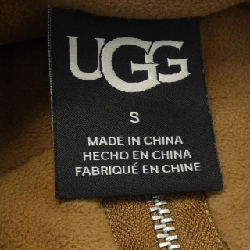 UGG
S
MADE IN CHINA
HECHO EN CHINA
FABRIQUÉ EN CHINE